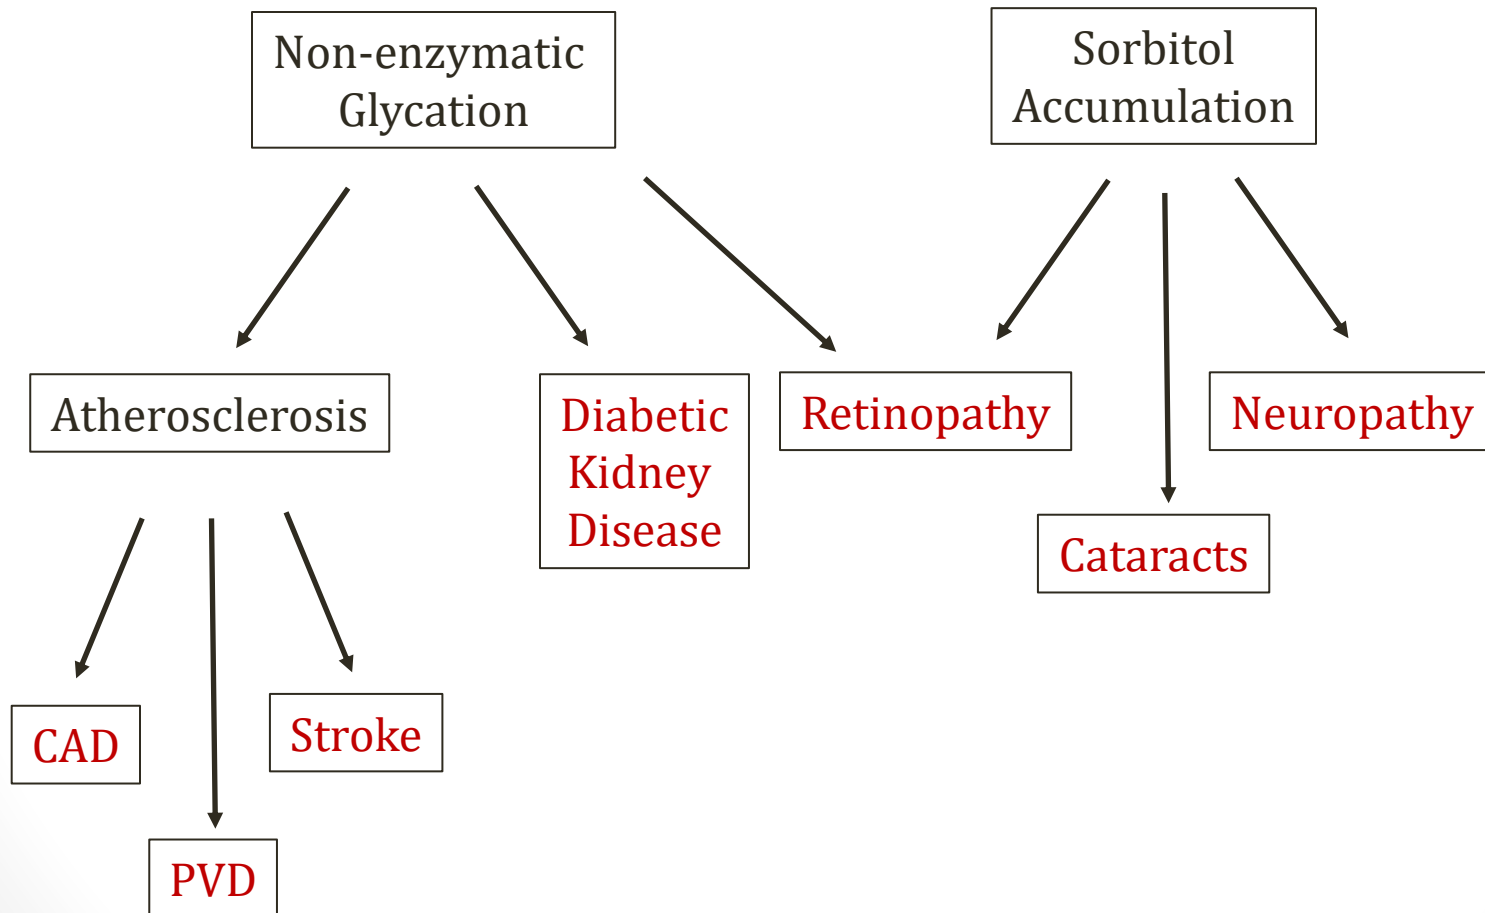 Non-enzymatic
Glycation
Sorbitol
Accumulation
Atherosclerosis
Diabetic
Kidney
Disease
Retinopathy
Neuropathy
Cataracts
CAD
Stroke
PVD